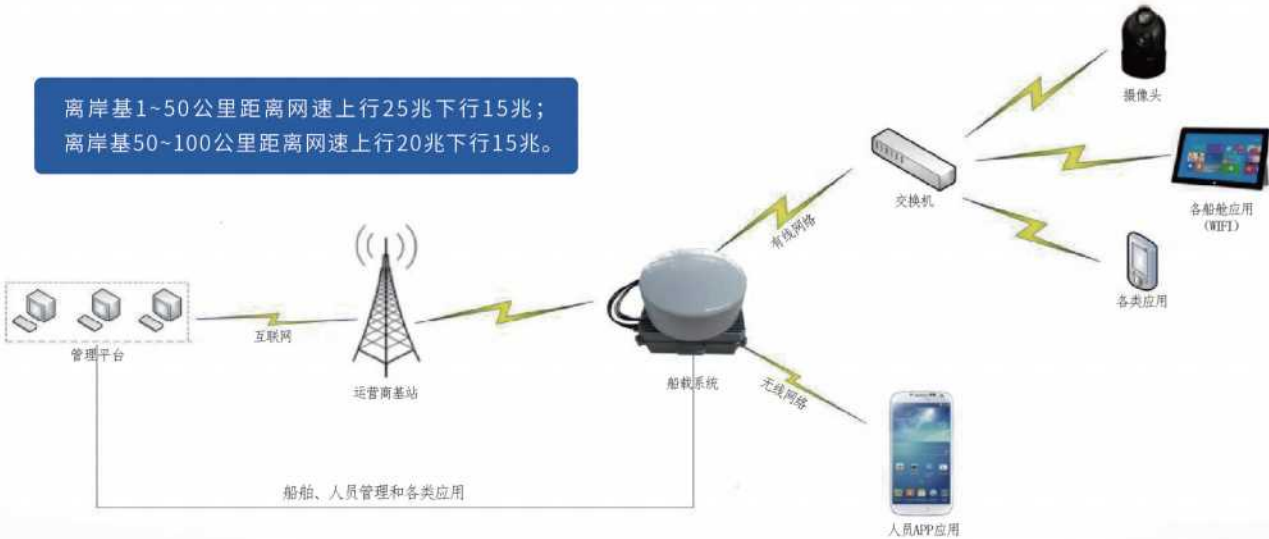 离岸基1~50公里距离网速上行25兆下行15兆；
离岸基50~100公里距离网速上行20兆下行15兆。
摄像头
交换机
各船舱应用
(WIFI)
有线网络
各类应用
互联网
管理平台
运营商基站
船载系统
无线网络
船舶、人员管理和各类应用
人员APP应用